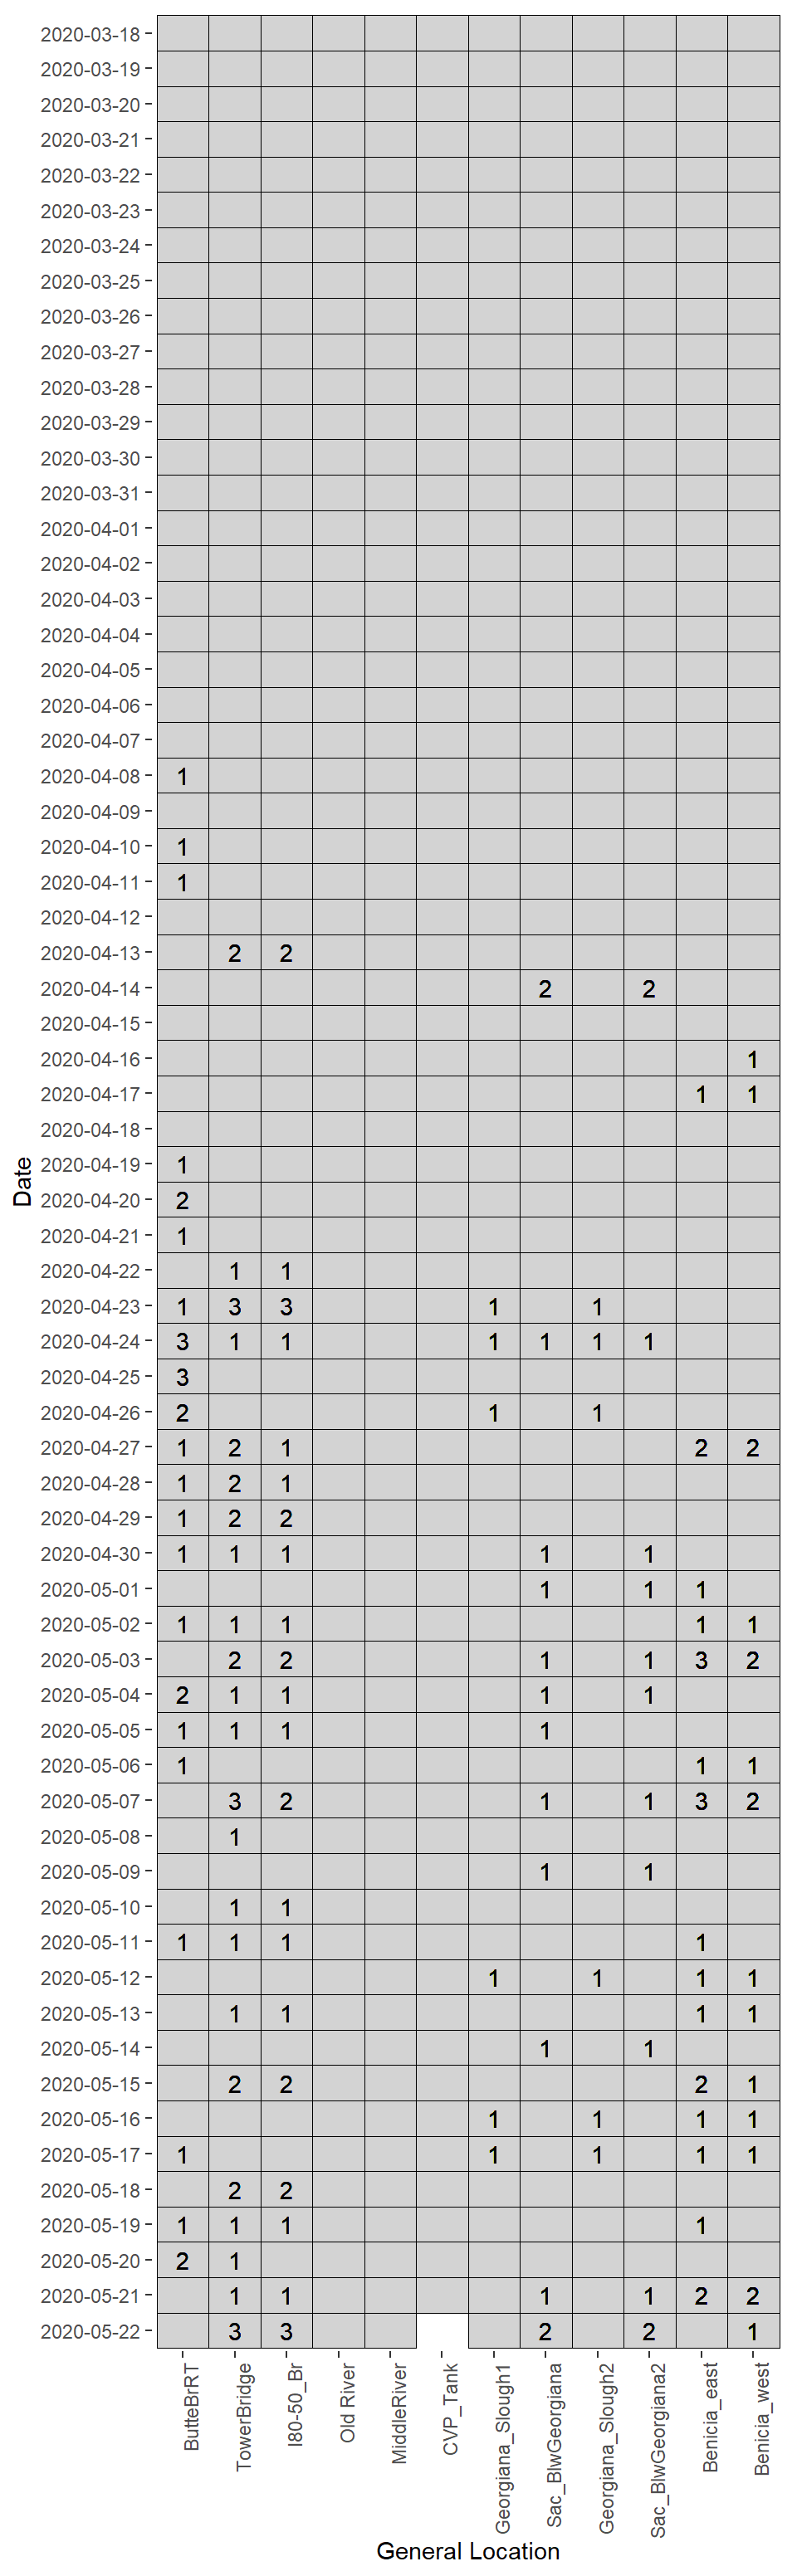 2020-03-18
2020-03-19
2020-03-20
2020-03-21
2020-03-22
2020-03-23
2020-03-24
2020-03-25
2020-03-26
2020-03-27
2020-03-28
2020-03-29
2020-03-30
2020-03-31
2020-04-01
2020-04-02
2020-04-03
2020-04-04
2020-04-05
2020-04-06
2020-04-07
2020-04-08 1
2020-04-09
2020-04-10 1
2020-04-11 1
2020-04-12
2020-04-13 2 2
2020-04-14 2 2
2020-04-15
2020-04-16 1
2020-04-17 1 1
2020-04-18
Date
2020-04-19 1
2020-04-20 2
2020-04-21 1
2020-04-22 1 1
2020-04-23 1 3 3 1 1
2020-04-24 3 1 1 1 1 1 1
2020-04-25 3
2020-04-26 2 1 1
2020-04-27 1 2 1 2 2
2020-04-28 1 2 1
2020-04-29 1 2 2
2020-04-30 1 1 1 1 1
2020-05-01 1 1 1
2020-05-02 1 1 1 1 1
2020-05-03 2 2 1 1 3 2
2020-05-04 2 1 1 1 1
2020-05-05 1 1 1 1
2020-05-06 1 1 1
2020-05-07 3 2 1 1 3 2
2020-05-08 1
2020-05-09 1 1
2020-05-10 1 1
2020-05-11 1 1 1 1
2020-05-12 1 1 1 1
2020-05-13 1 1 1 1
2020-05-14 1 1
2020-05-15 2 2 2 1
2020-05-16 1 1 1 1
2020-05-17 1 1 1 1 1
2020-05-18 2 2
2020-05-19 1 1 1 1
2020-05-20 2 1
2020-05-21 1 1 1 1 2 2
2020-05-22 3 3 2 2 1
ButteBrRT
TowerBridge
I80-50_Br
Old River
MiddleRiver
CVP_Tank
Georgiana_Slough1
Sac_BlwGeorgiana
Georgiana_Slough2
Sac_BlwGeorgiana2
Benicia_east
Benicia_west
General Location